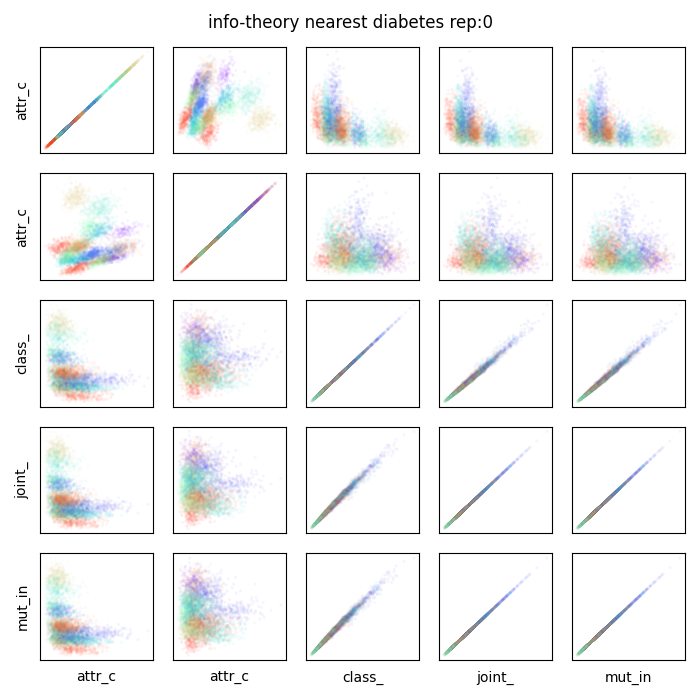 info-theory nearest diabetes rep:0
attr_c
attr_c
class_
joint_
mut_in
attr_c attr_c class_ joint_ mut_in